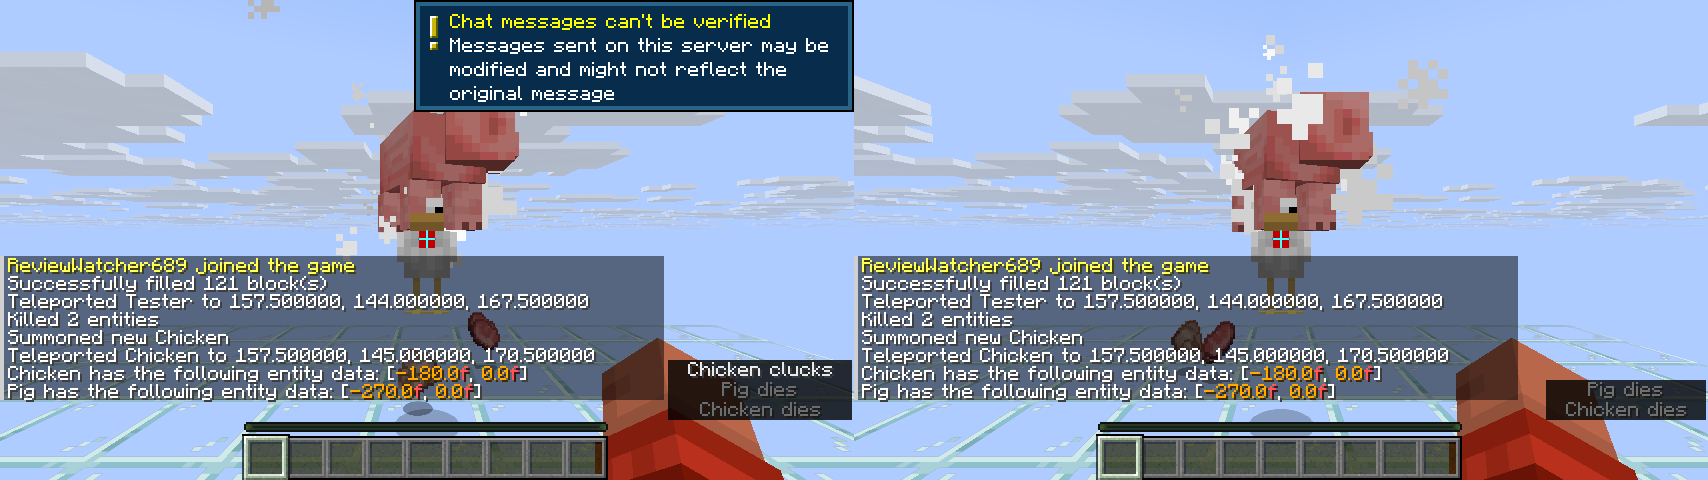 Chat messages can't be verified
Messages sent on this server may be
modified and might not reflect the
original message
ReviewWatcher689 joined the game
Successfully filled 121 block(s)
Teleported Tester to 157.500000, 144.000000, 167.500000
Killed 2 entities
Summoned new Chicken
Teleported Chicken to 157.500000, 145.000000, 170.500000
Chicken has the following entity data: [-180.0f, 0.0f]
Pig has the following entity data: [-270.0f, 0.0f]
Chicken clucks
Pig dies
Chicken dies
ReviewWatcher689 joined the game
Successfully filled 121 block(s)
Teleported Tester to 157.500000, 144.000000, 167.500000
Killed 2 entities
Summoned new Chicken
Teleported Chicken to 157.500000, 145.000000, 170.500000
Chicken has the following entity data: [-180.0f, 0.0f]
Pig has the following entity data: [-270.0f, 0.0f]
Pig dies
Chicken dies